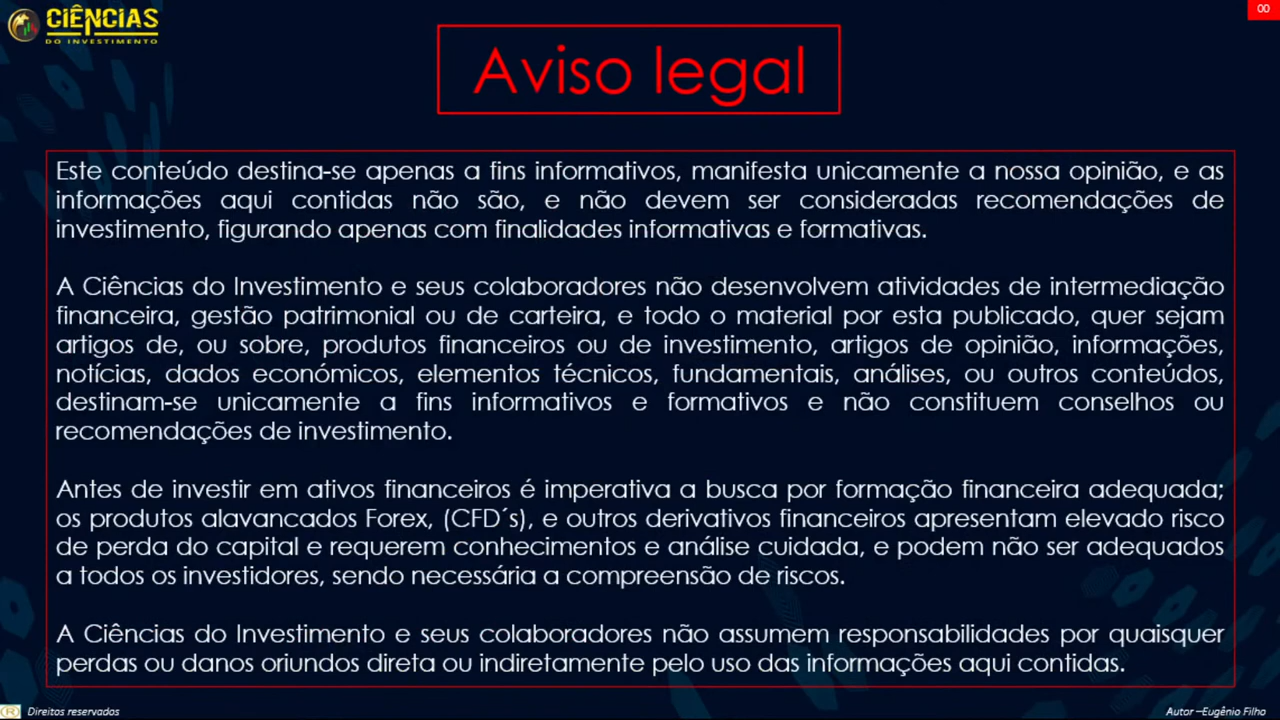 CIÊNCIAS
DO INVESTIMENTO
00
Aviso legal
Este conteúdo destina-se apenas a fins informativos, manifesta unicamente a nossa opinião, e as
informações aqui contidas não são, e não devem ser consideradas recomendações de
investimento, figurando apenas com finalidades informativas e formativas.
A Ciências do Investimento e seus colaboradores não desenvolvem atividades de intermediação
financeira, gestão patrimonial ou de carteira, e todo o material por esta publicado, quer sejam
artigos de, ou sobre, produtos financeiros ou de investimento, artigos de opinião, informações,
notícias, dados económicos, elementos técnicos, fundamentais, análises, ou outros conteúdos,
destinam-se unicamente a fins informativos e formativos e não constituem conselhos ou
recomendações de investimento.
Antes de investir em ativos financeiros é imperativa a busca por formação financeira adequada;
os produtos alavancados Forex, (CFD´s), e outros derivativos financeiros apresentam elevado risco
de perda do capital e requerem conhecimentos e análise cuidada, e podem não ser adequados
a todos os investidores, sendo necessária a compreensão de riscos.
A Ciências do Investimento e seus colaboradores não assumem responsabilidades por quaisquer
perdas ou danos oriundos direta ou indiretamente pelo uso das informações aqui contidas.
R Direitos reservados
Autor –Eugênio Filho